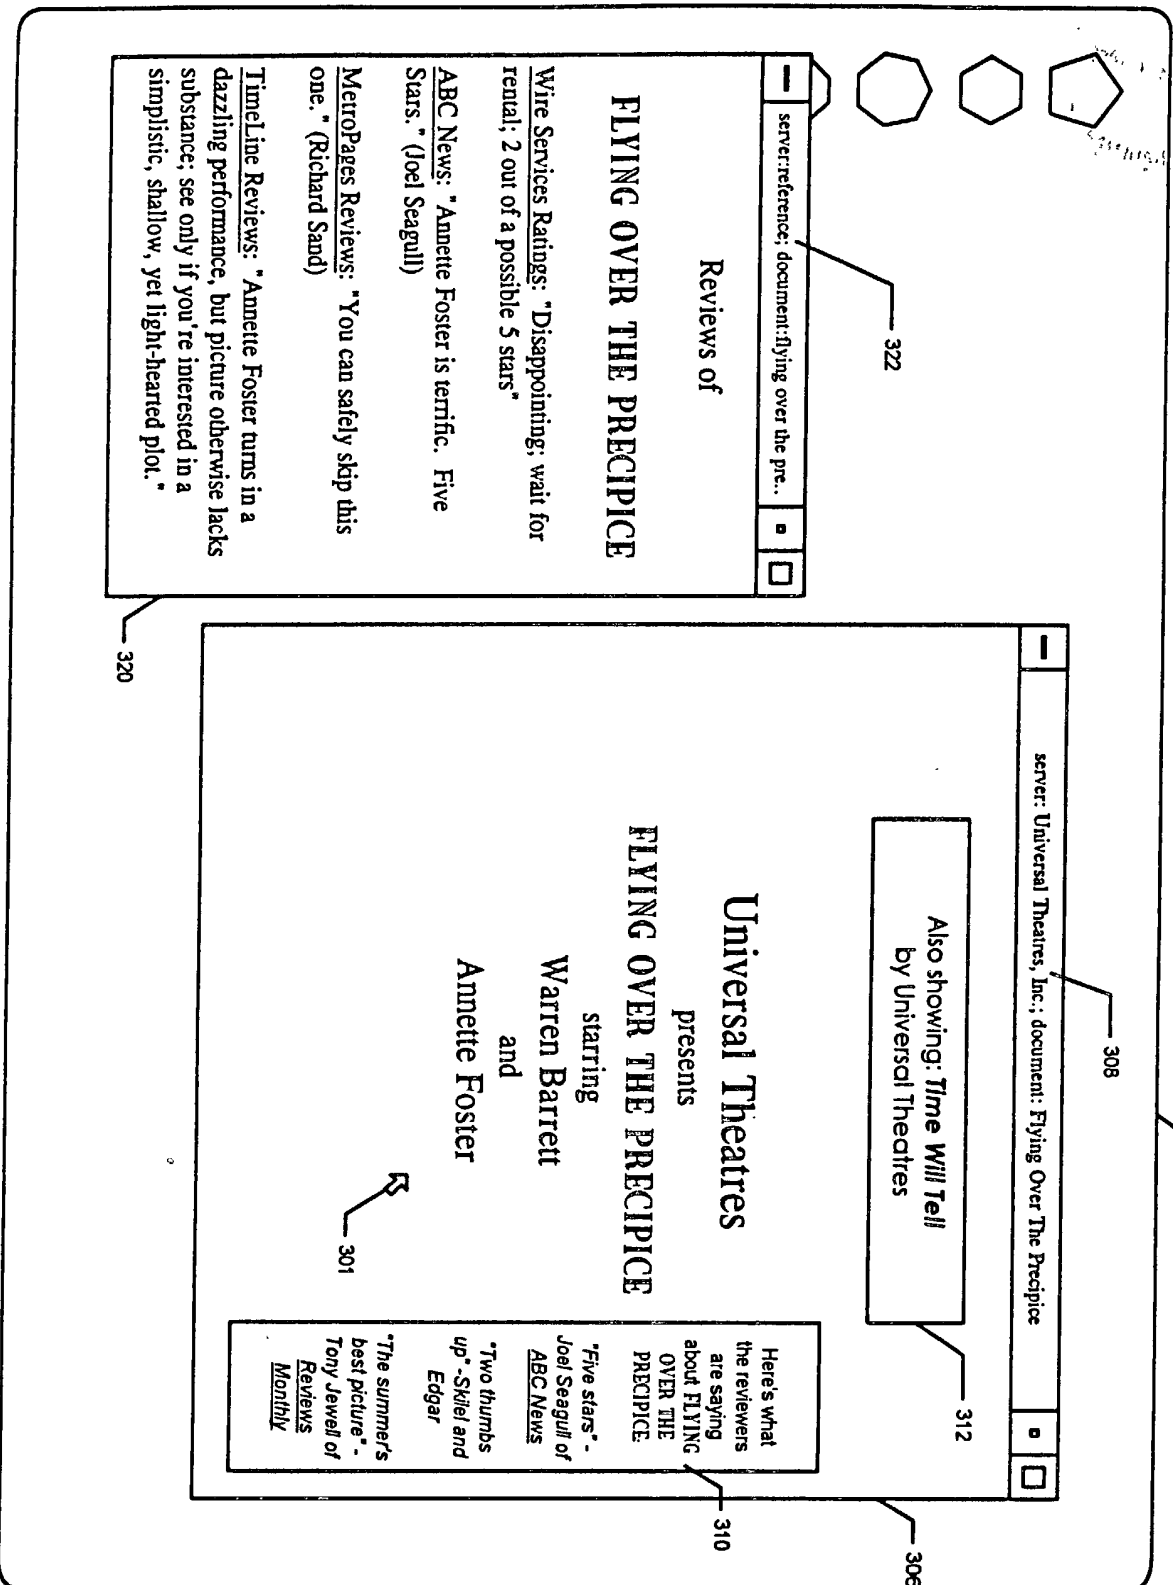 server:reference; document:flying over the pre..
322
Reviews of
FLYING OVER THE PRECIPICE
Wire Services Ratings: "Disappointing; wait for
rental; 2 out of a possible 5 stars"
ABC News: "Annette Foster is terrific. Five
Stars." (Joel Seagull)
MetroPages Reviews: "You can safely skip this
one." (Richard Sand)
TimeLine Reviews: "Annette Foster turns in a
dazzling performance, but picture otherwise lacks
substance; see only if you're interested in a
simplistic, shallow, yet light-hearted plot."
320
server: Universal Theatres, Inc.; document: Flying Over The Precipice
308
Also showing: Time Will Tell
by Universal Theatres
312
Universal Theatres
presents
FLYING OVER THE PRECIPICE
starring
Warren Barrett
and
Annette Foster
301
Here's what
the reviewers
are saying
about FLYING
OVER THE
PRECIPICE:
"Five stars" -
Joel Seagull of
ABC News
"Two thumbs
up" -Skilel and
Edgar
"The summer's
best picture" -
Tony Jewell of
Reviews
Monthly
310
306